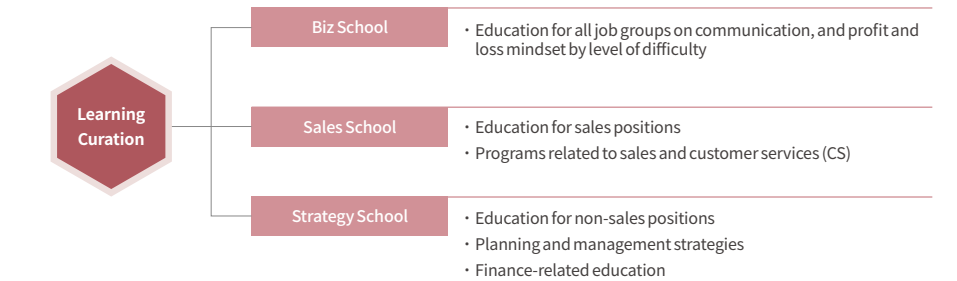 Learning
Curation
Biz School
・Education for all job groups on communication, and profit and
loss mindset by level of difficulty
Sales School
・Education for sales positions
・Programs related to sales and customer services (CS)
Strategy School
・Education for non-sales positions
・Planning and management strategies
・Finance-related education